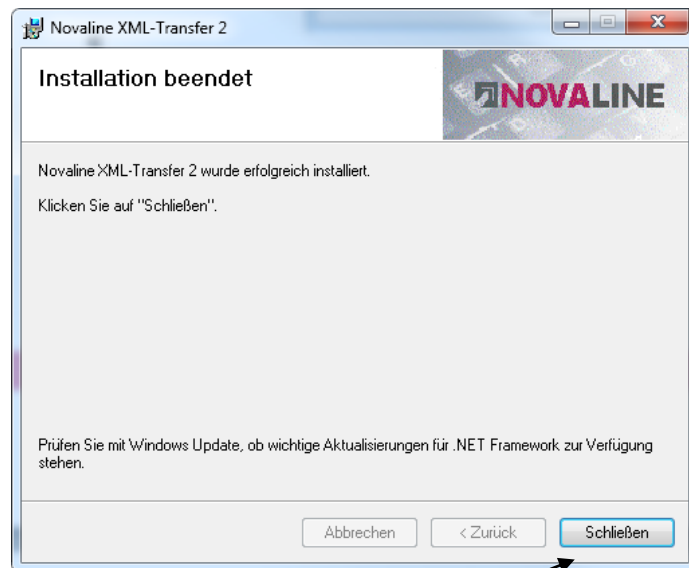 Novaline XML-Transfer 2
Installation beendet
NOVALINE
Novaline XML-Transfer 2 wurde erfolgreich installiert.
Klicken Sie auf "Schließen".
Prüfen Sie mit Windows Update, ob wichtige Aktualisierungen für .NET Framework zur Verfügung
stehen.
Abbrechen
< Zurück
Schließen